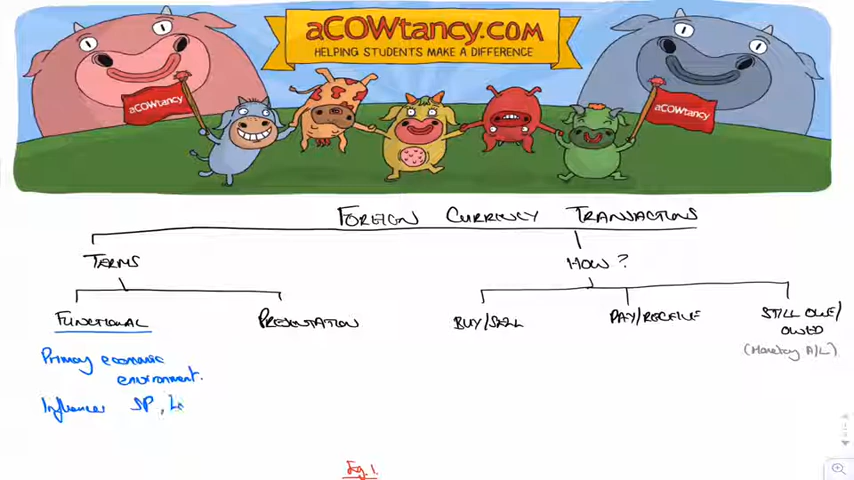 aCOWtancy.com
HELPING STUDENTS MAKE A DIFFERENCE
aCOWtancy
aCOWtancy
FOREIGN CURRENCY TRANSACTIONS
TERMS
HOW?
FUNCTIONAL
PRESENTATION
BUY/SELL
PAY/RECEIVE
STILL OWE/
OWED
(Monetary A/L)
Primary economic
environment.
Influences SP,
Eg.1.